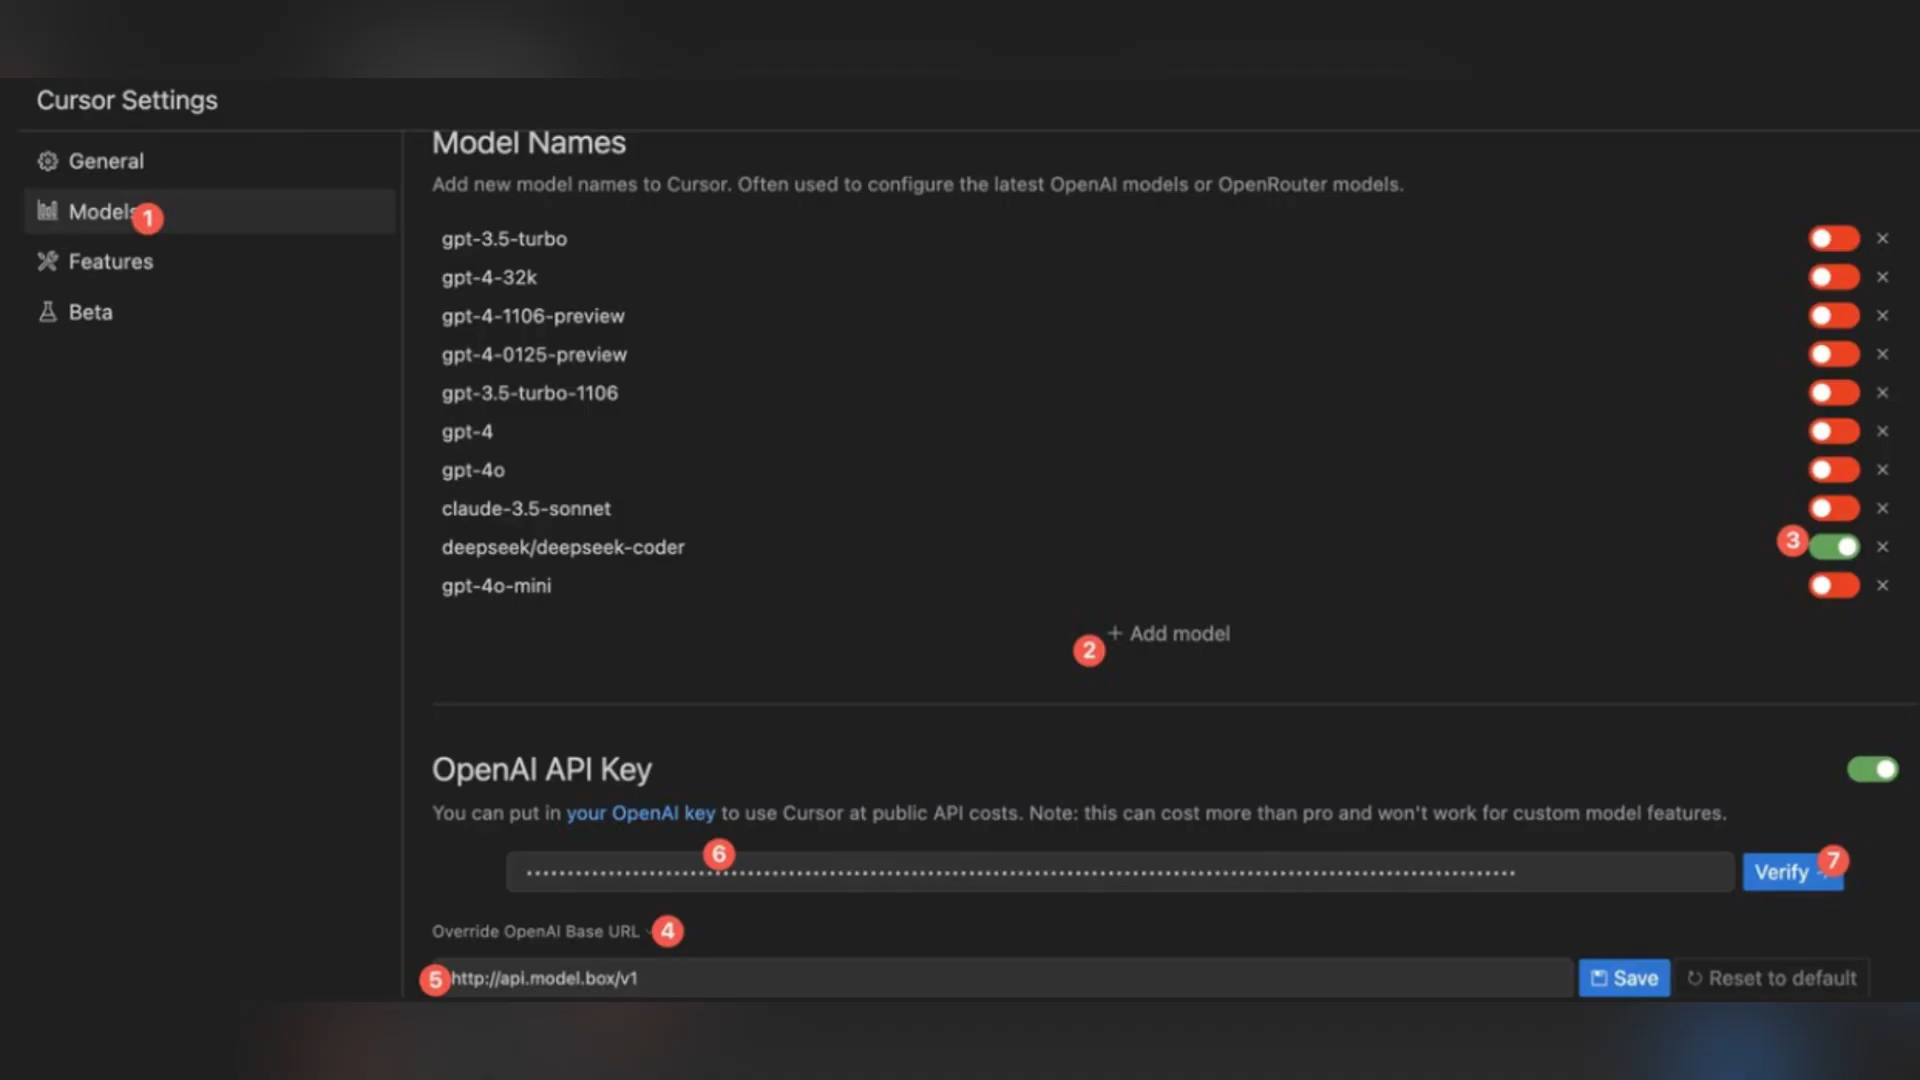 Cursor Settings
General
Models 1
Features
Beta
Model Names
Add new model names to Cursor. Often used to configure the latest OpenAI models or OpenRouter models.
gpt-3.5-turbo
gpt-4-32k
gpt-4-1106-preview
gpt-4-0125-preview
gpt-3.5-turbo-1106
gpt-4
gpt-4o
claude-3.5-sonnet
deepseek/deepseek-coder 3
gpt-4o-mini
+ Add model
2
OpenAI API Key
You can put in your OpenAI key to use Cursor at public API costs. Note: this can cost more than pro and won't work for custom model features.
6
Verify 7
Override OpenAI Base URL 4
5 http://api.model.box/v1 Save Reset to default